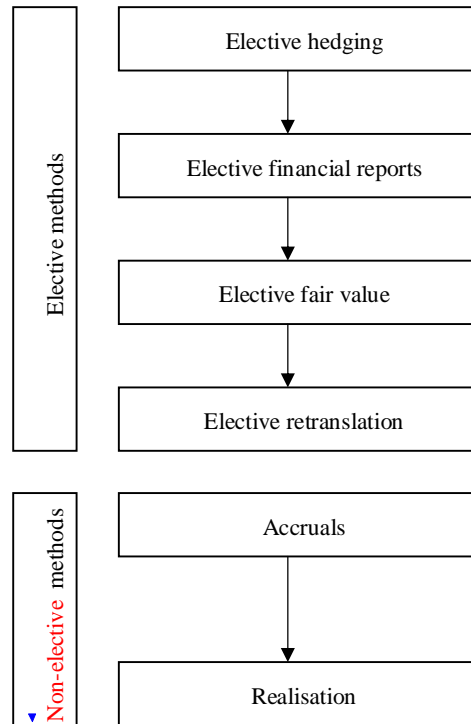 Elective methods
Elective hedging
Elective financial reports
Elective fair value
Elective retranslation
Non-elective methods
Accruals
Realisation